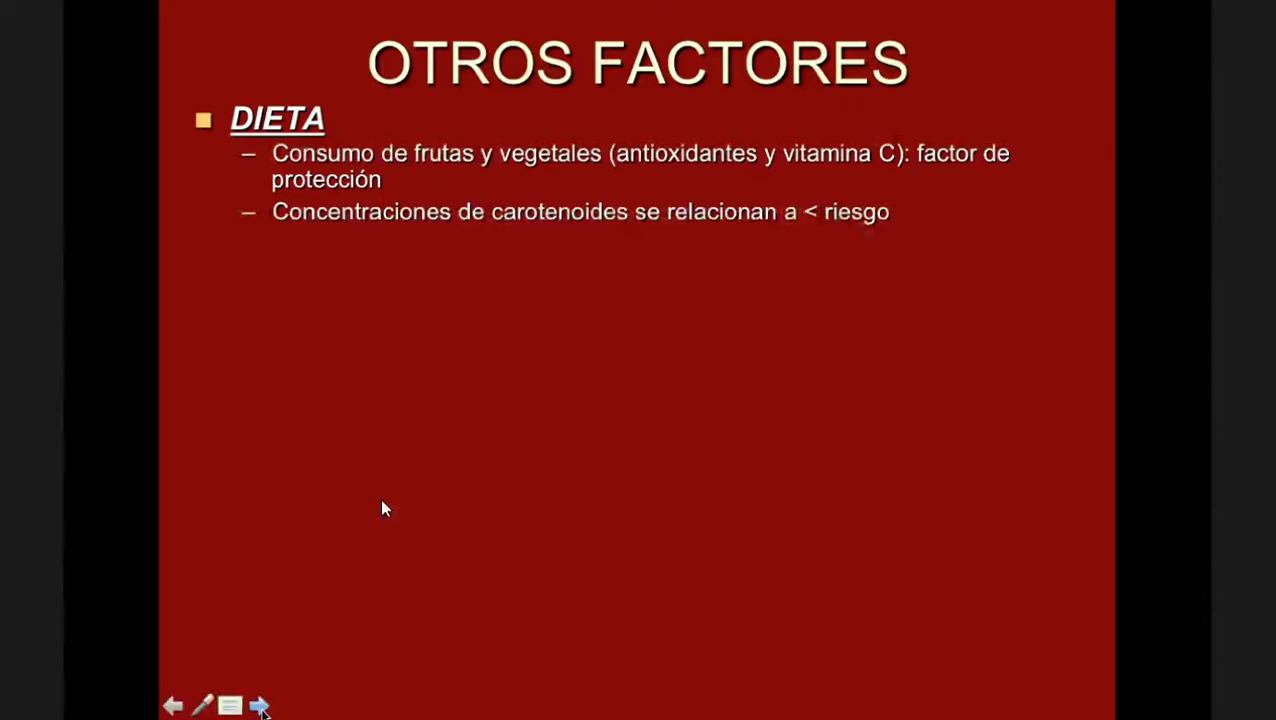 OTROS FACTORES
DIETA
– Consumo de frutas y vegetales (antioxidantes y vitamina C): factor de
protección
– Concentraciones de carotenoides se relacionan a < riesgo